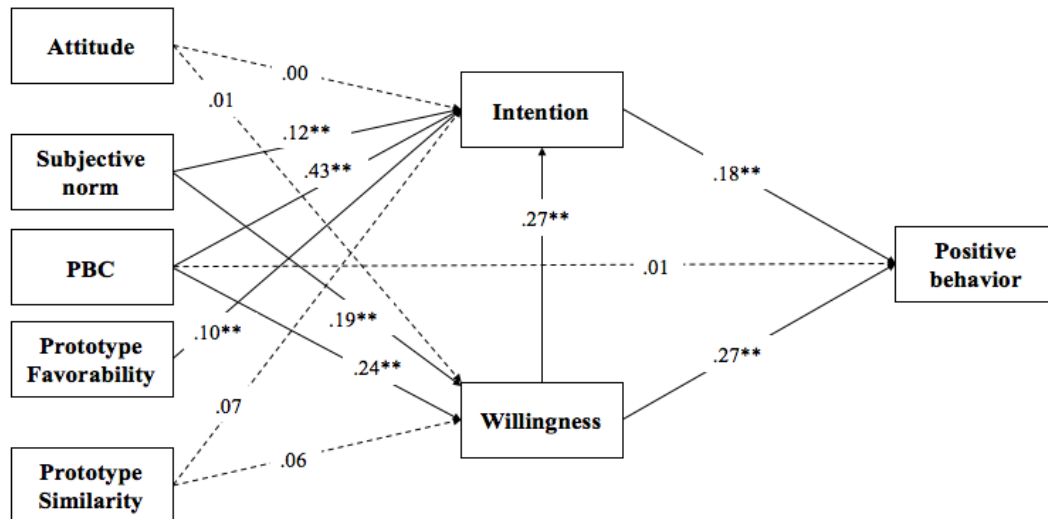 Attitude
.00
.01
Intention
.12**
Subjective
norm
.43**
.18**
.27**
PBC
.01
Positive
behavior
.19**
.10**
Prototype
Favorability
.24**
.27**
.07
Willingness
.06
Prototype
Similarity